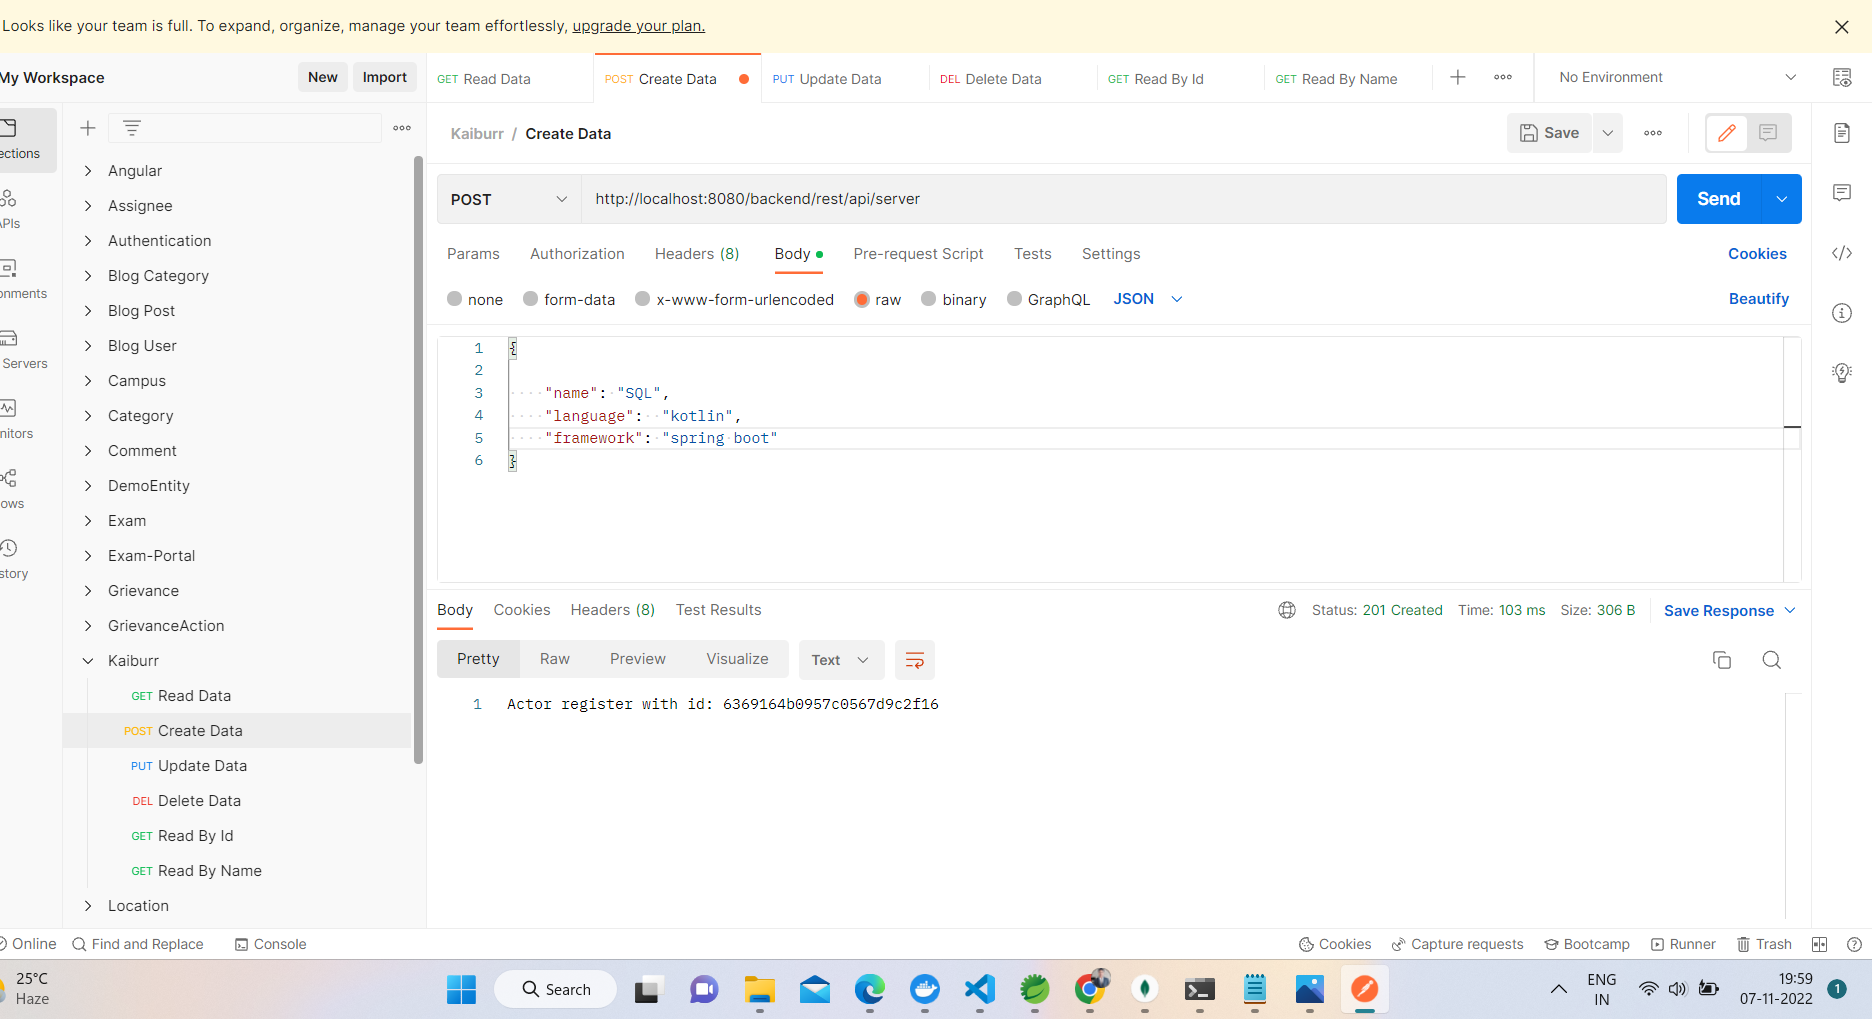 Looks like your team is full. To expand, organize, manage your team effortlessly, upgrade your plan.
My Workspace
New
Import
GET Read Data
POST Create Data
PUT Update Data
DEL Delete Data
GET Read By Id
GET Read By Name
No Environment
ections
APIs
onments
Servers
nitors
ows
story
Angular
Assignee
Authentication
Blog Category
Blog Post
Blog User
Campus
Category
Comment
DemoEntity
Exam
Exam-Portal
Grievance
GrievanceAction
Kaiburr
GET Read Data
POST Create Data
PUT Update Data
DEL Delete Data
GET Read By Id
GET Read By Name
Location
Kaiburr / Create Data
Save
POST
http://localhost:8080/backend/rest/api/server
Send
Params Authorization Headers (8) Body Pre-request Script Tests Settings
Cookies
none form-data x-www-form-urlencoded raw binary GraphQL JSON
Beautify
1 {
2
3 "name": "SQL",
4 "language": "kotlin",
5 "framework": "spring boot"
6 }
Body Cookies Headers (8) Test Results
Status: 201 Created Time: 103 ms Size: 306 B
Save Response
Pretty Raw Preview Visualize Text
1 Actor register with id: 6369164b0957c0567d9c2f16
Online Find and Replace Console
Cookies Capture requests Bootcamp Runner Trash
25°C
Haze
Search
ENG
IN
19:59
07-11-2022
1